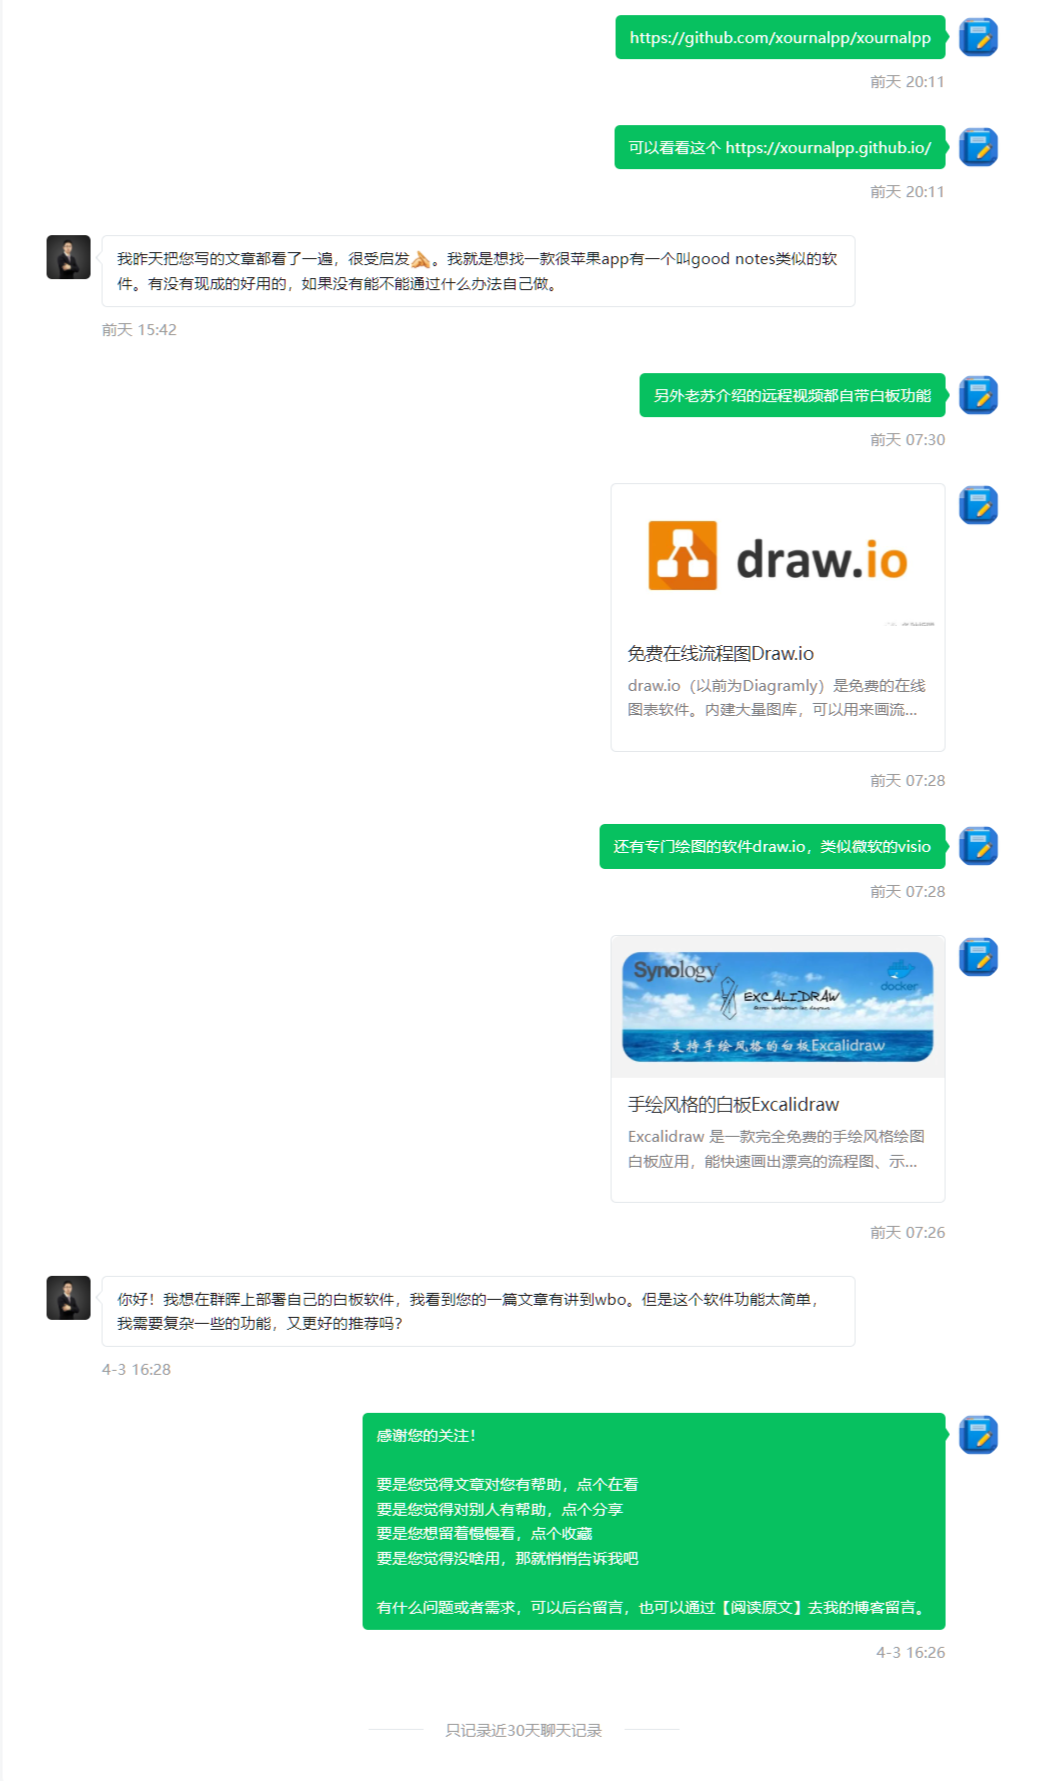 https://github.com/xournalpp/xournalpp
前天 20:11
可以看看这个 https://xournalpp.github.io/
前天 20:11
我昨天把您写的文章都看了一遍，很受启发🙏。我就是想找一款很苹果app有一个叫good notes类似的软
件。有没有现成的好用的，如果没有能不能通过什么办法自己做。
前天 15:42
另外老苏介绍的远程视频都自带白板功能
前天 07:30
draw.io
免费在线流程图Draw.io
draw.io（以前为Diagramly）是免费的在线
图表软件。内建大量图库，可以用来画流...
前天 07:28
还有专门绘图的软件draw.io，类似微软的visio
前天 07:28
Synology
docker
EXCALIDRAW
支持手绘风格的白板Excalidraw
手绘风格的白板Excalidraw
Excalidraw 是一款完全免费的手绘风格绘图
白板应用，能快速画出漂亮的流程图、示...
前天 07:26
你好！我想在群晖上部署自己的白板软件，我看到您的一篇文章有讲到wbo。但是这个软件功能太简单，
我需要复杂一些的功能，又更好的推荐吗？
4-3 16:28
感谢您的关注！
要是您觉得文章对您有帮助，点个在看
要是您觉得对别人有帮助，点个分享
要是您想留着慢慢看，点个收藏
要是您觉得没啥用，那就悄悄告诉我吧
有什么问题或者需求，可以后台留言，也可以通过【阅读原文】去我的博客留言。
4-3 16:26
只记录近30天聊天记录